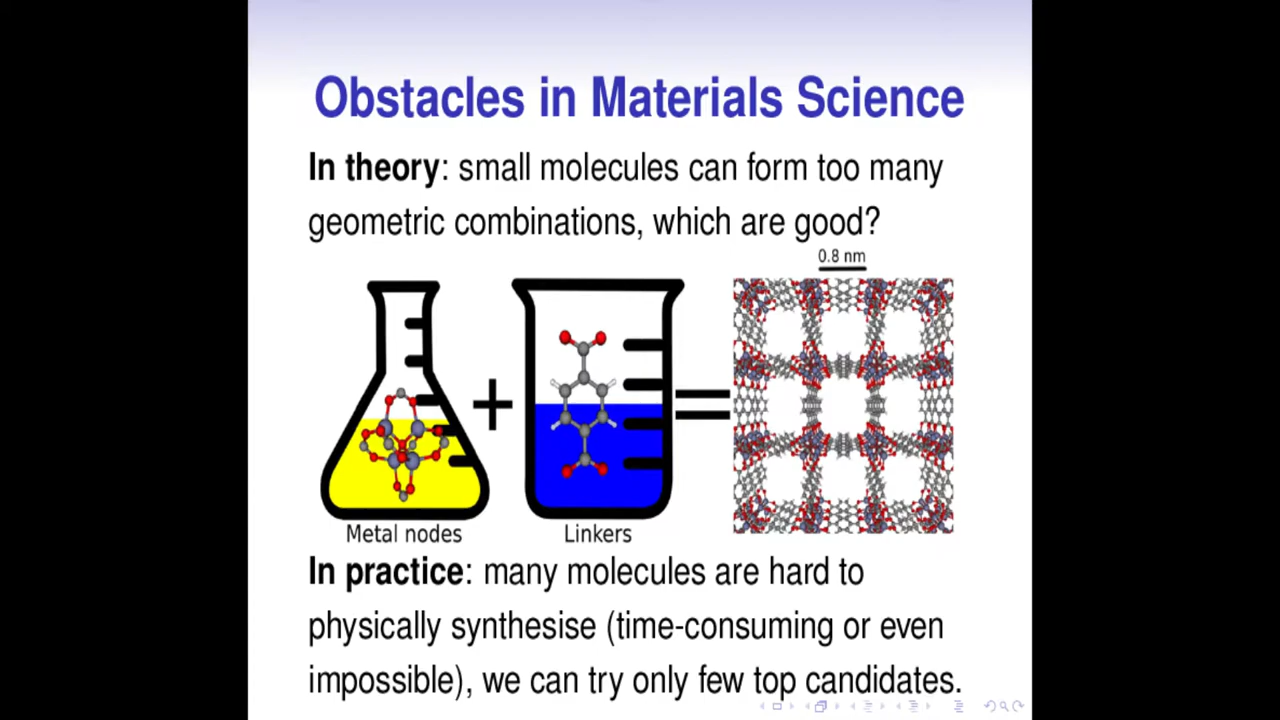 Obstacles in Materials Science
In theory: small molecules can form too many
geometric combinations, which are good?
0.8 nm
Metal nodes
Linkers
In practice: many molecules are hard to
physically synthesise (time-consuming or even
impossible), we can try only few top candidates.